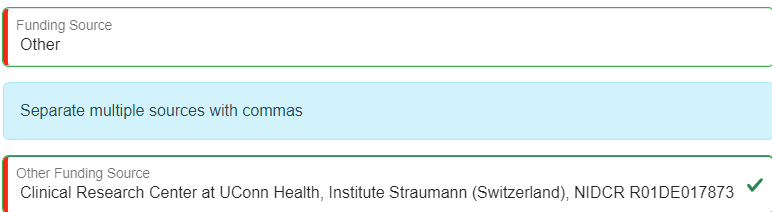 Funding Source
Other
Separate multiple sources with commas
Other Funding Source
Clinical Research Center at UConn Health, Institute Straumann (Switzerland), NIDCR R01DE017873